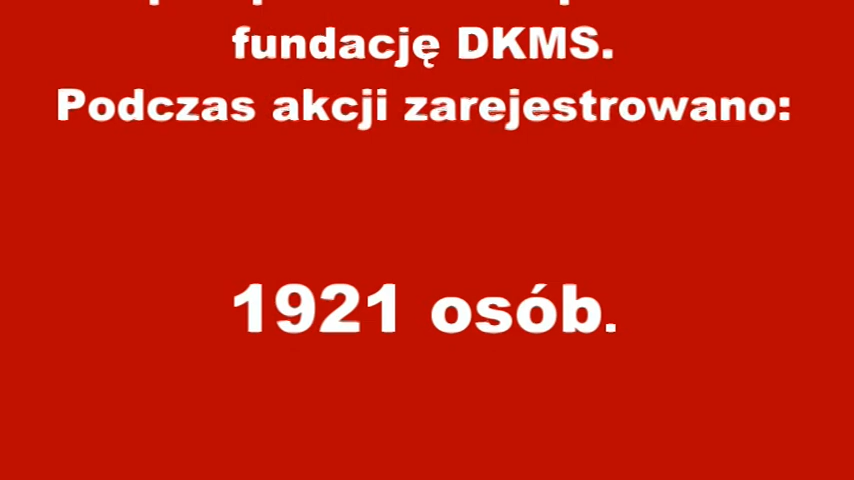 fundację DKMS.
Podczas akcji zarejestrowano:
1921 osób.